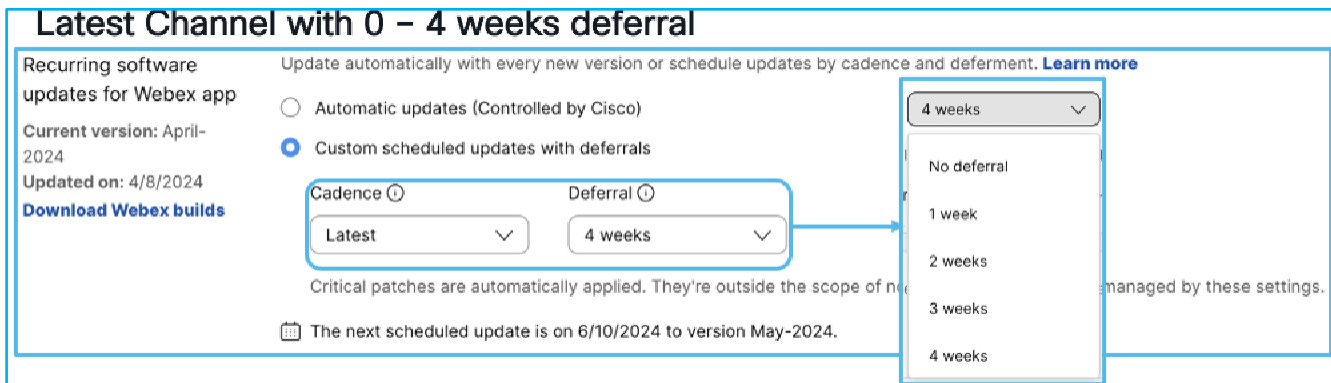 Latest Channel with 0 – 4 weeks deferral
Recurring software
updates for Webex app
Current version: April-
2024
Updated on: 4/8/2024
Download Webex builds
Update automatically with every new version or schedule updates by cadence and deferment. Learn more
Automatic updates (Controlled by Cisco)
Custom scheduled updates with deferrals
Cadence
Deferral
Latest
4 weeks
Critical patches are automatically applied. They're outside the scope of managed by these settings.
The next scheduled update is on 6/10/2024 to version May-2024.
4 weeks
No deferral
1 week
2 weeks
3 weeks
4 weeks